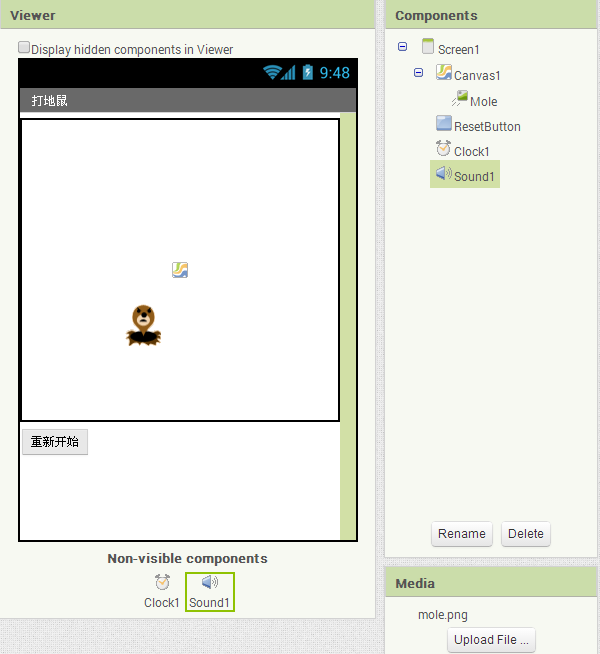 Viewer
Display hidden components in Viewer
9:48
打地鼠
重新开始
Non-visible components
Clock1
Sound1
Components
Screen1
Canvas1
Mole
ResetButton
Clock1
Sound1
Rename
Delete
Media
mole.png
Upload File ...